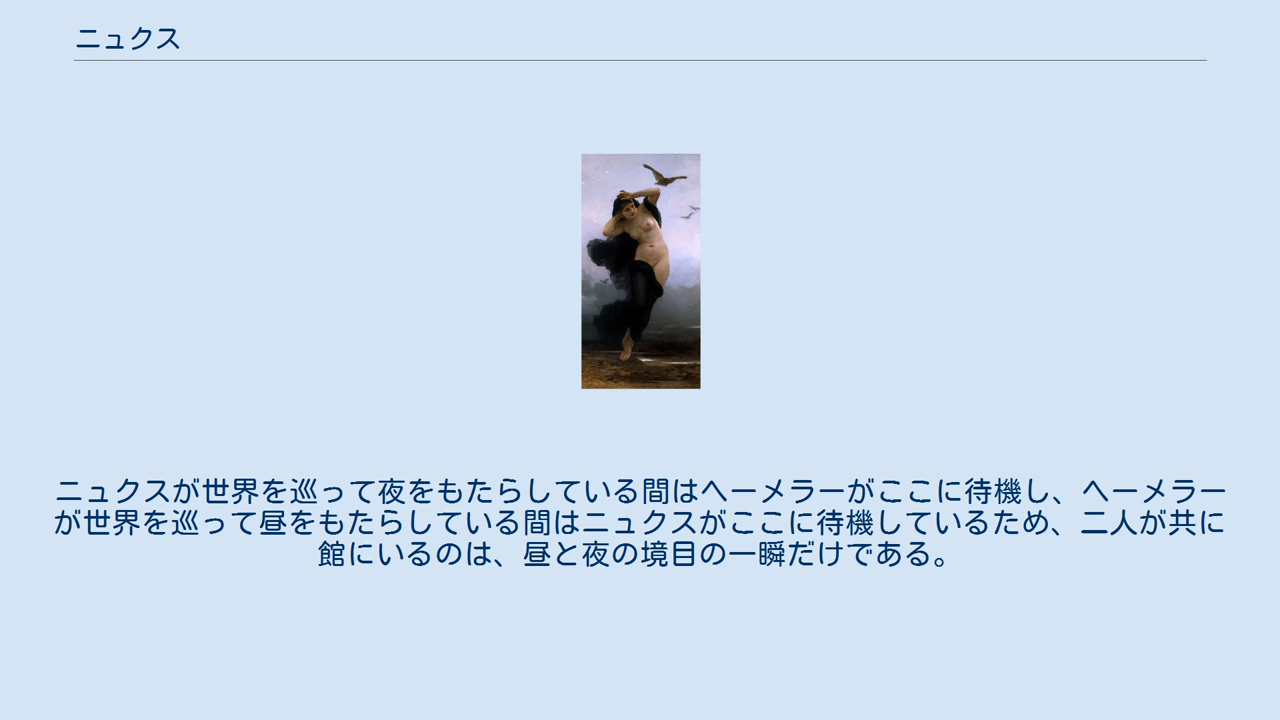 ニュクス
ニュクスが世界を巡って夜をもたらしている間はヘーメラーがここに待機し、ヘーメラー
が世界を巡って昼をもたらしている間はニュクスがここに待機しているため、二人が共に
館にいるのは、昼と夜の境目の一瞬だけである。